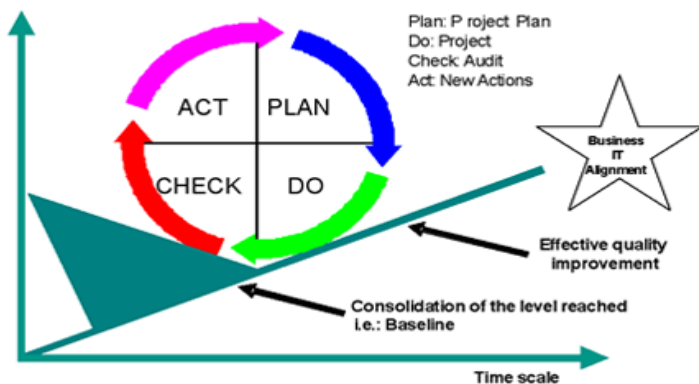 Plan: P roject Plan
Do: Project
Check: Audit
Act: New Actions
ACT
PLAN
CHECK
DO
Business
IT
Alignment
Effective quality
improvement
Consolidation of the level reached
i.e.: Baseline
Time scale